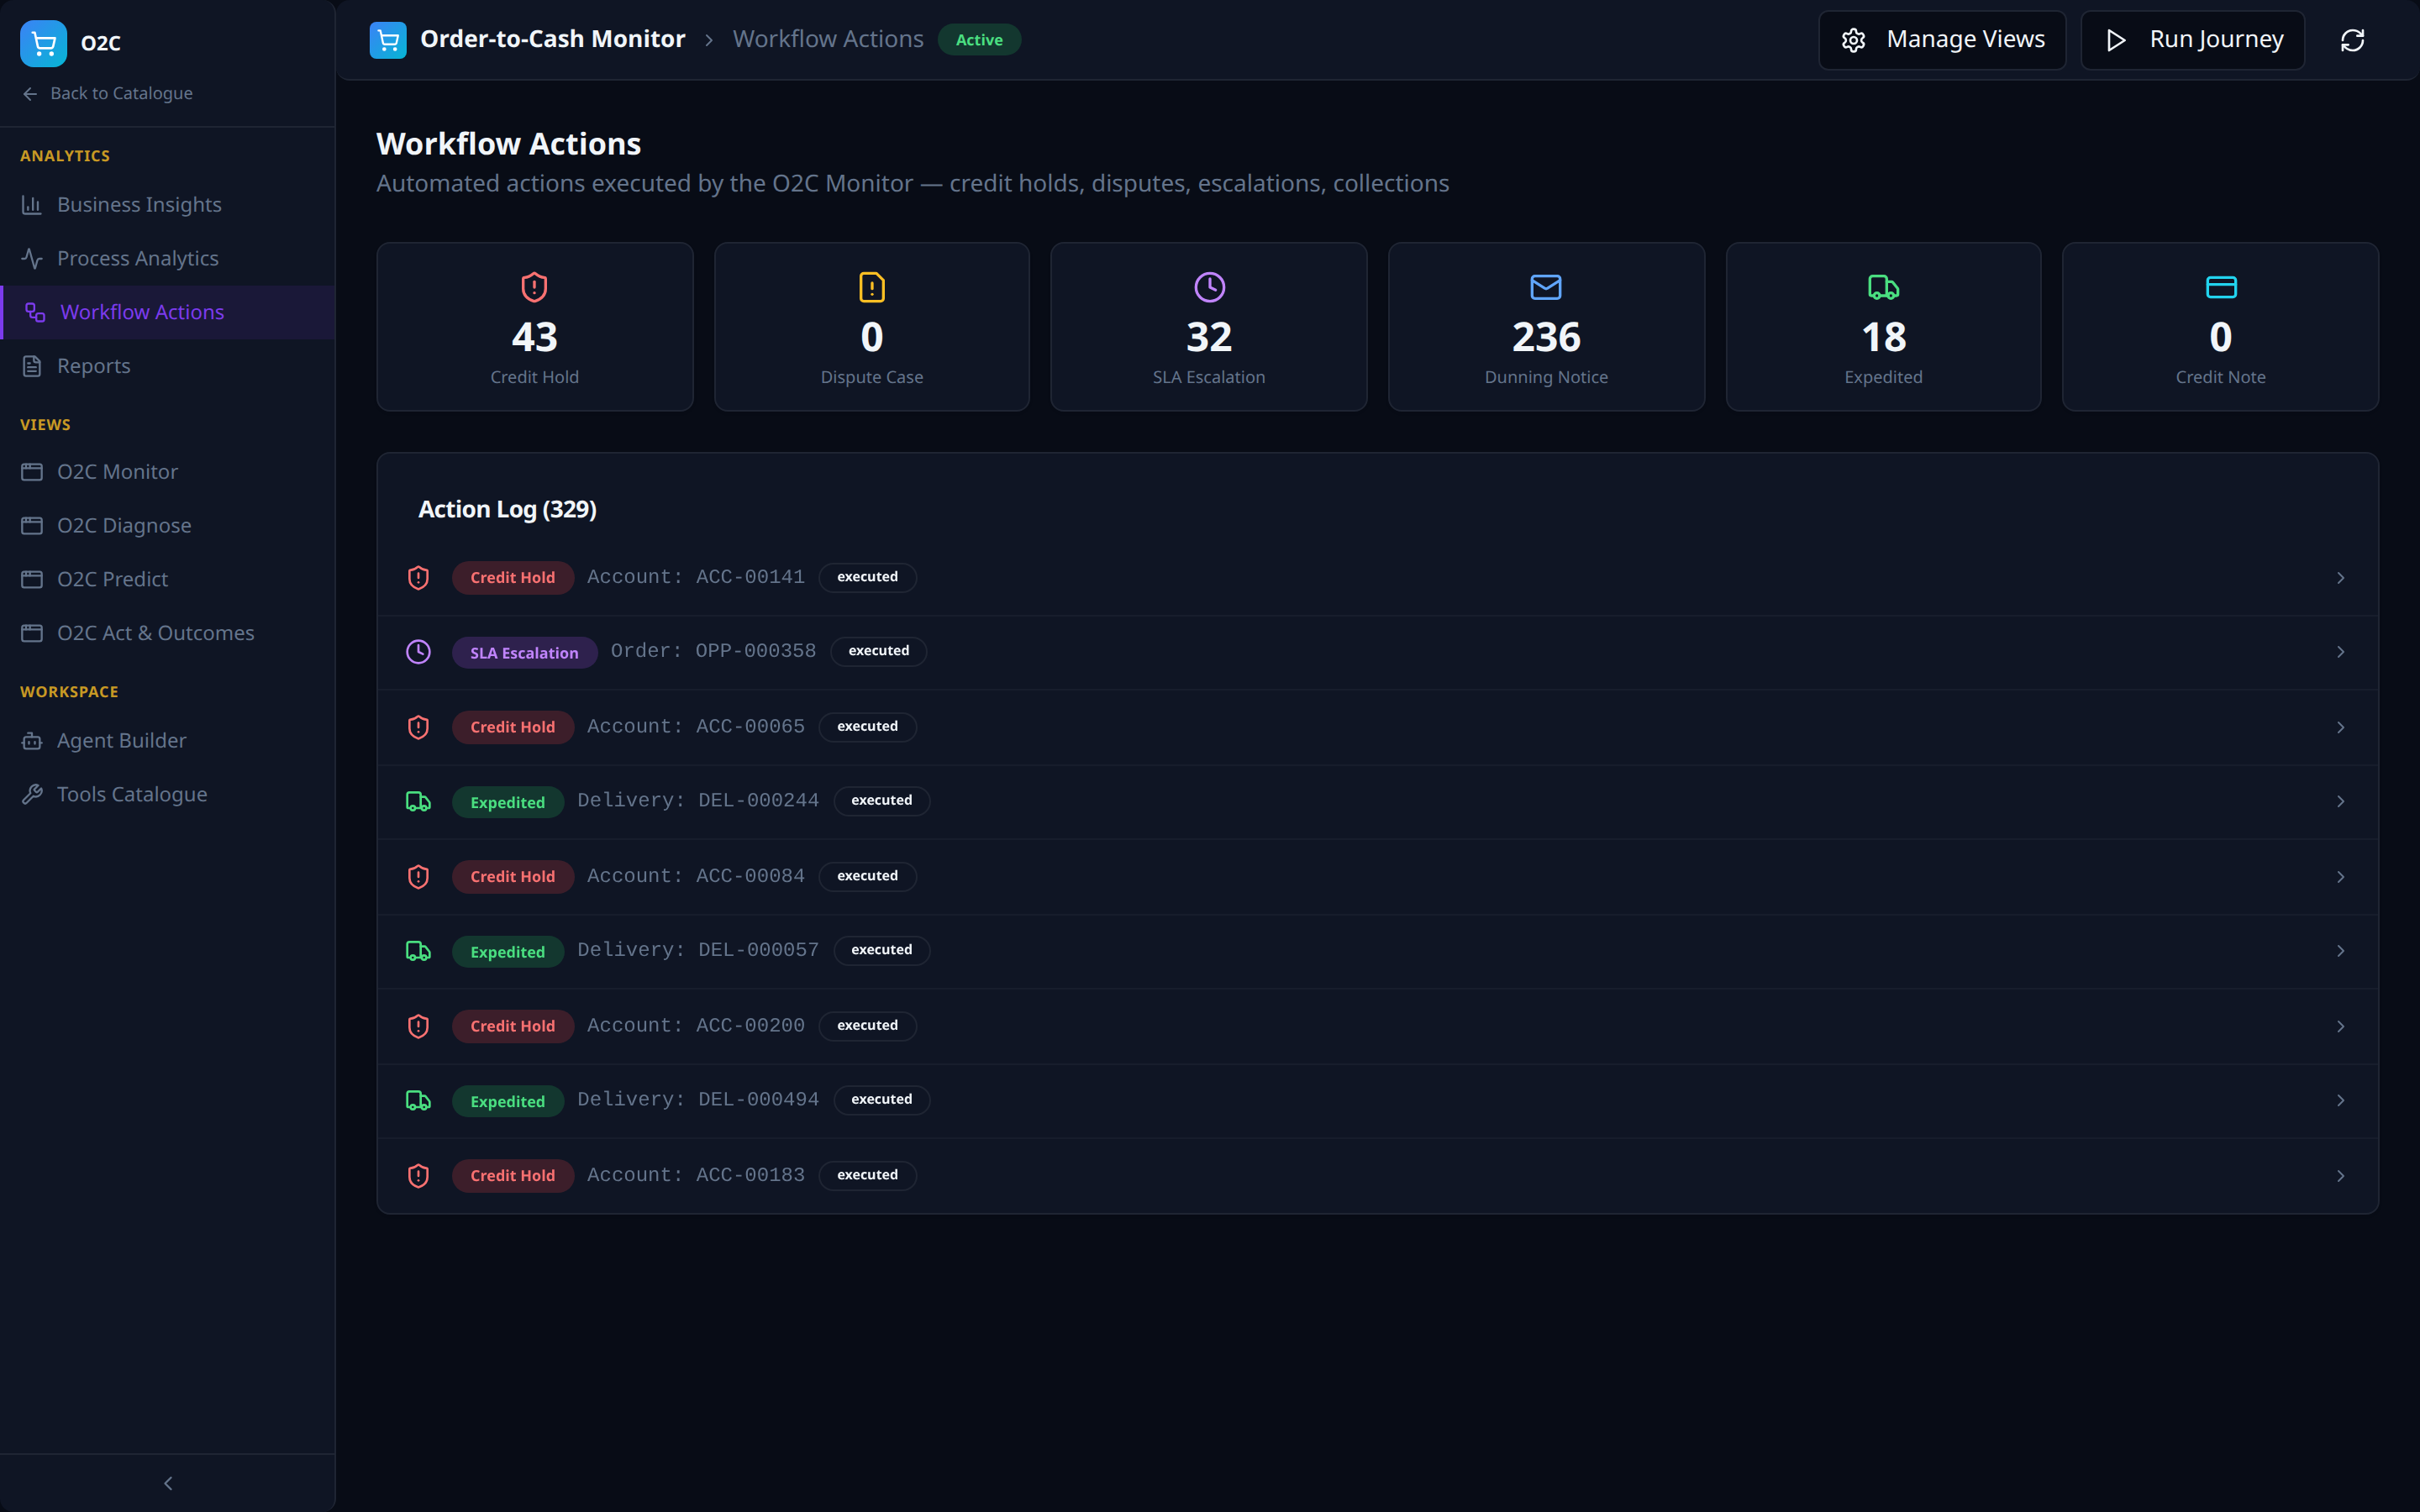 O2C
Back to Catalogue
ANALYTICS
Business Insights
Process Analytics
Workflow Actions
Reports
VIEWS
O2C Monitor
O2C Diagnose
O2C Predict
O2C Act & Outcomes
WORKSPACE
Agent Builder
Tools Catalogue
Order-to-Cash Monitor Workflow Actions Active Manage Views Run Journey
Workflow Actions
Automated actions executed by the O2C Monitor — credit holds, disputes, escalations, collections
43
Credit Hold
0
Dispute Case
32
SLA Escalation
236
Dunning Notice
18
Expedited
0
Credit Note
Action Log (329)
Credit Hold Account: ACC-00141 executed
SLA Escalation Order: OPP-000358 executed
Credit Hold Account: ACC-00065 executed
Expedited Delivery: DEL-000244 executed
Credit Hold Account: ACC-00084 executed
Expedited Delivery: DEL-000057 executed
Credit Hold Account: ACC-00200 executed
Expedited Delivery: DEL-000494 executed
Credit Hold Account: ACC-00183 executed